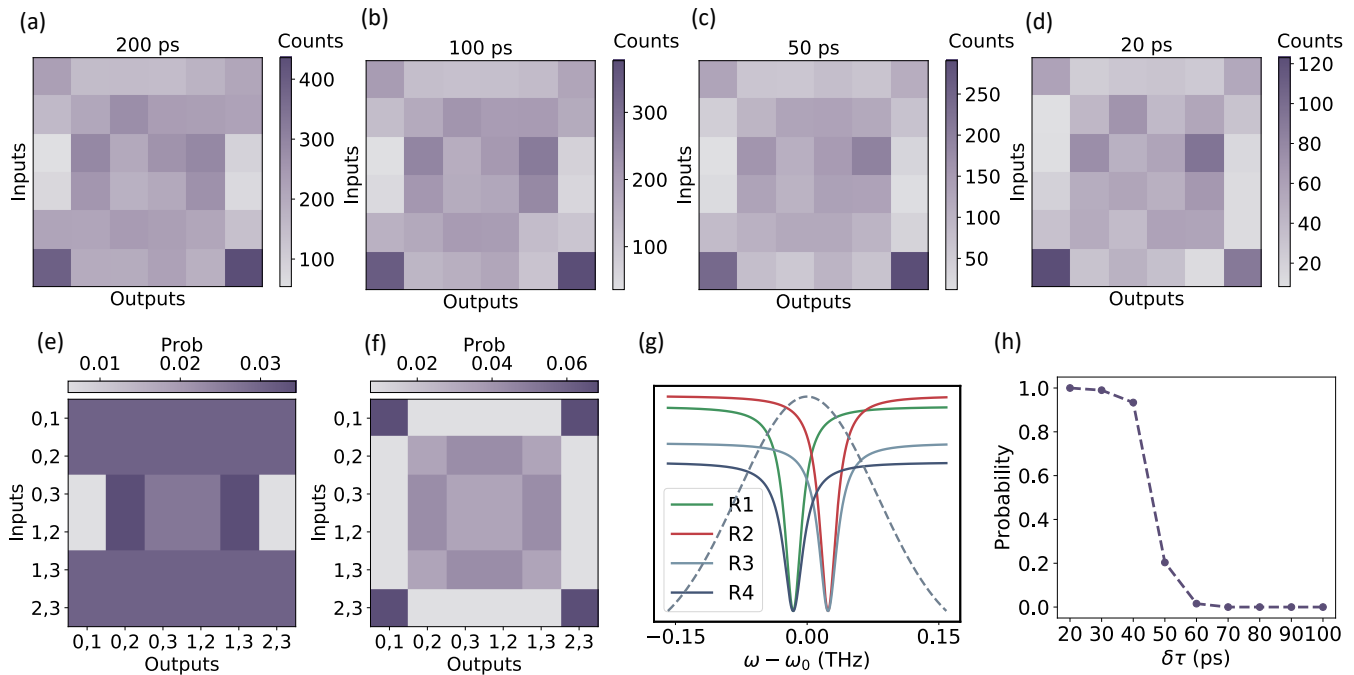 (a)
200 ps
Counts
Inputs
Outputs
400
300
200
100
(b)
100 ps
Counts
Inputs
Outputs
300
200
100
(c)
50 ps
Counts
Inputs
Outputs
250
200
150
100
50
(d)
20 ps
Counts
Inputs
Outputs
120
100
80
60
40
20
(e)
Prob
0.01 0.02 0.03
Inputs
0,1
0,2
0,3
1,2
1,3
2,3
0,1 0,2 0,3 1,2 1,3 2,3
Outputs
(f)
Prob
0.02 0.04 0.06
Inputs
0,1
0,2
0,3
1,2
1,3
2,3
0,1 0,2 0,3 1,2 1,3 2,3
Outputs
(g)
R1
R2
R3
R4
−0.15 0.00 0.15
ω − ω₀ (THz)
(h)
Probability
1.0
0.8
0.6
0.4
0.2
0.0
20 30 40 50 60 70 80 90 100
δτ (ps)